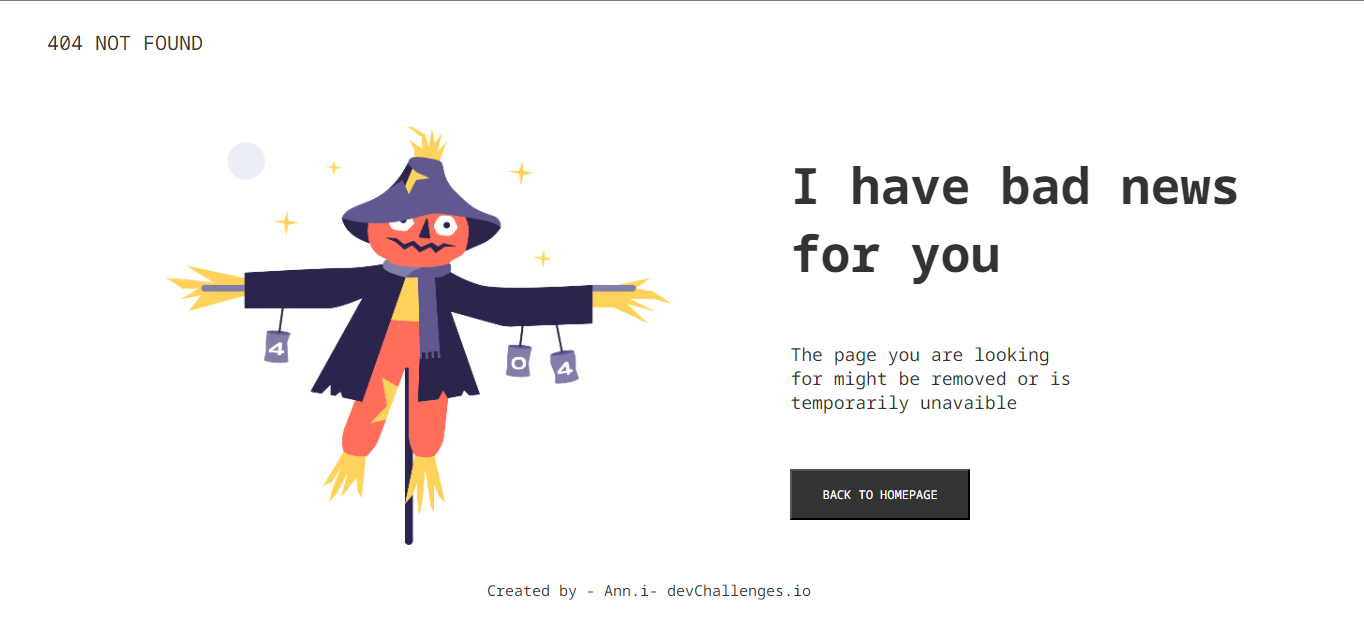 404 NOT FOUND
I have bad news
for you
4
0
4
The page you are looking
for might be removed or is
temporarily unavaible
BACK TO HOMEPAGE
Created by - Ann.i- devChallenges.io